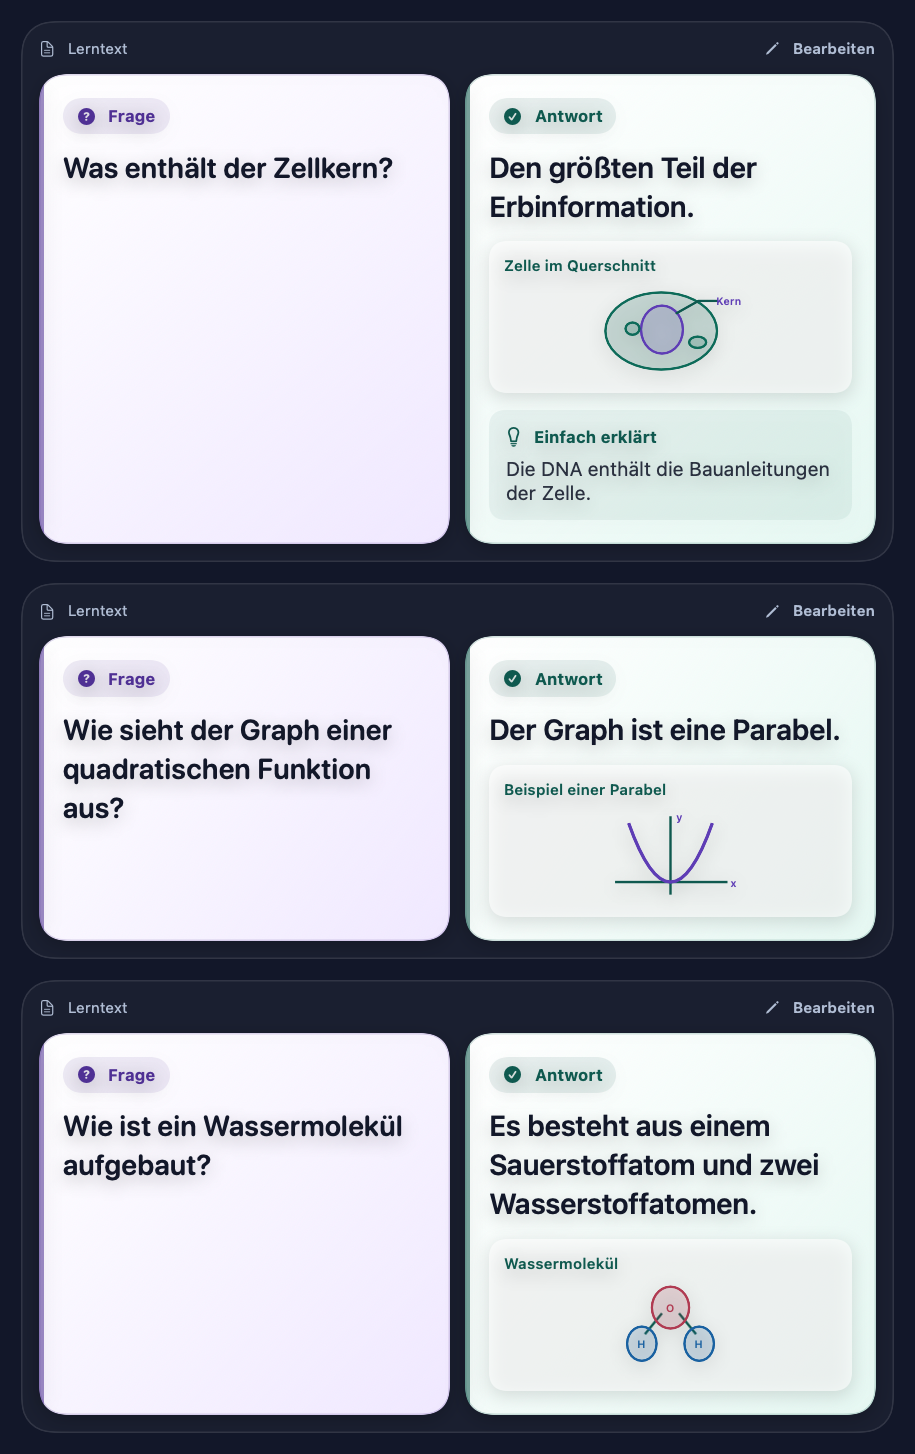 Lerntext
Bearbeiten
Frage
Was enthält der Zellkern?
Antwort
Den größten Teil der
Erbinformation.
Zelle im Querschnitt
Kern
Einfach erklärt
Die DNA enthält die Bauanleitungen
der Zelle.
Lerntext
Bearbeiten
Frage
Wie sieht der Graph einer
quadratischen Funktion
aus?
Antwort
Der Graph ist eine Parabel.
Beispiel einer Parabel
y
x
Lerntext
Bearbeiten
Frage
Wie ist ein Wassermolekül
aufgebaut?
Antwort
Es besteht aus einem
Sauerstoffatom und zwei
Wasserstoffatomen.
Wassermolekül
O
H H